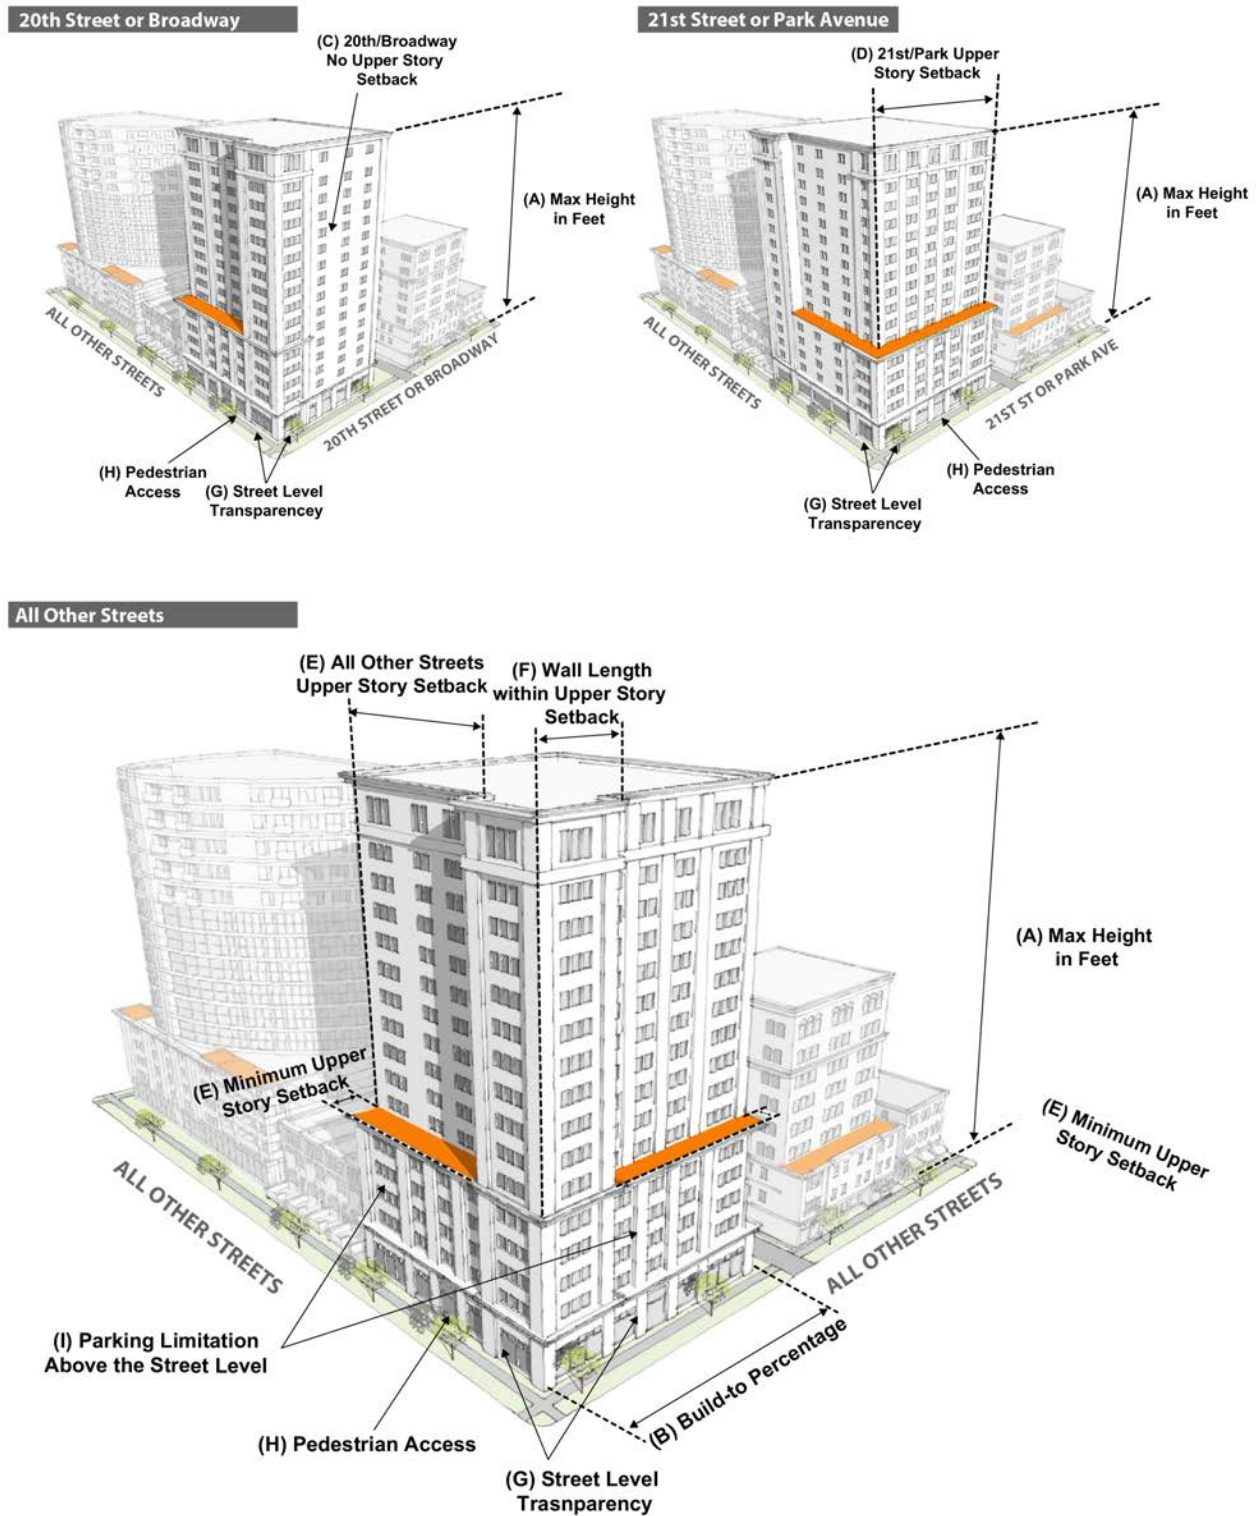 20th Street or Broadway
(C) 20th/Broadway
No Upper Story
Setback
(A) Max Height
in Feet
ALL OTHER STREETS
20TH STREET OR BROADWAY
(H) Pedestrian
Access
(G) Street Level
Transparencey
21st Street or Park Avenue
(D) 21st/Park Upper
Story Setback
(A) Max Height
in Feet
ALL OTHER STREETS
21ST ST OR PARK AVE
(H) Pedestrian
Access
(G) Street Level
Transparencey
All Other Streets
(E) All Other Streets
Upper Story Setback
(F) Wall Length
within Upper Story
Setback
(A) Max Height
in Feet
(E) Minimum Upper
Story Setback
(E) Minimum Upper
Story Setback
ALL OTHER STREETS
ALL OTHER STREETS
(I) Parking Limitation
Above the Street Level
(B) Build-to Percentage
(H) Pedestrian Access
(G) Street Level
Trasnparency